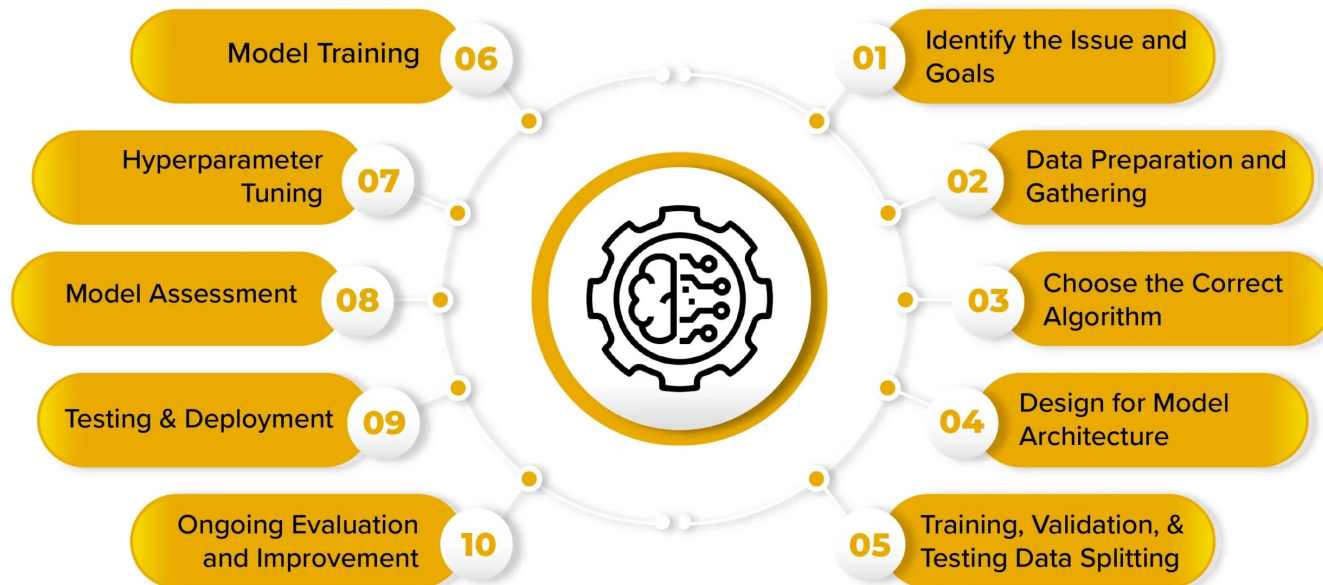 01
Identify the Issue and
Goals
02
Data Preparation and
Gathering
03
Choose the Correct
Algorithm
04
Design for Model
Architecture
05
Training, Validation, &
Testing Data Splitting
06
Model Training
07
Hyperparameter
Tuning
08
Model Assessment
09
Testing & Deployment
10
Ongoing Evaluation
and Improvement